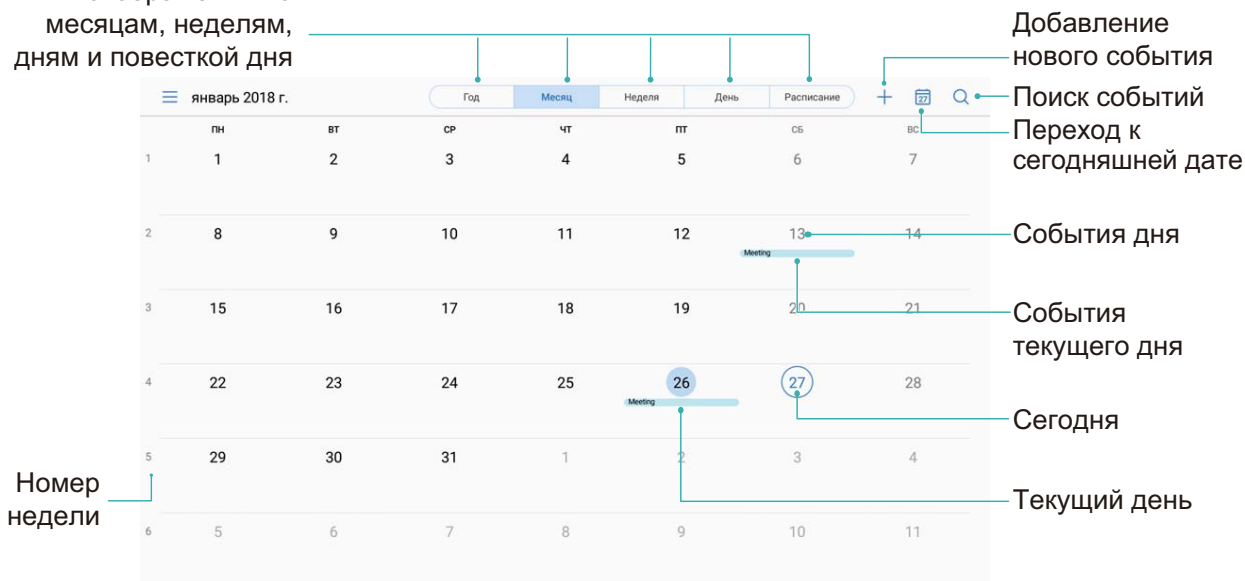 месяцам, неделям,
дням и повесткой дня
Добавление
нового события
Поиск событий
Переход к
сегодняшней дате
январь 2018 г.
Год Месяц Неделя День Расписание
27
ПН ВТ СР ЧТ ПТ СБ ВС
1 1 2 3 4 5 6 7
2 8 9 10 11 12 13 14
Meeting
События дня
3 15 16 17 18 19 20 21
События
текущего дня
4 22 23 24 25 26 27 28
Meeting
Сегодня
5 29 30 31 1 2 3 4
Номер
недели
Текущий день
6 5 6 7 8 9 10 11